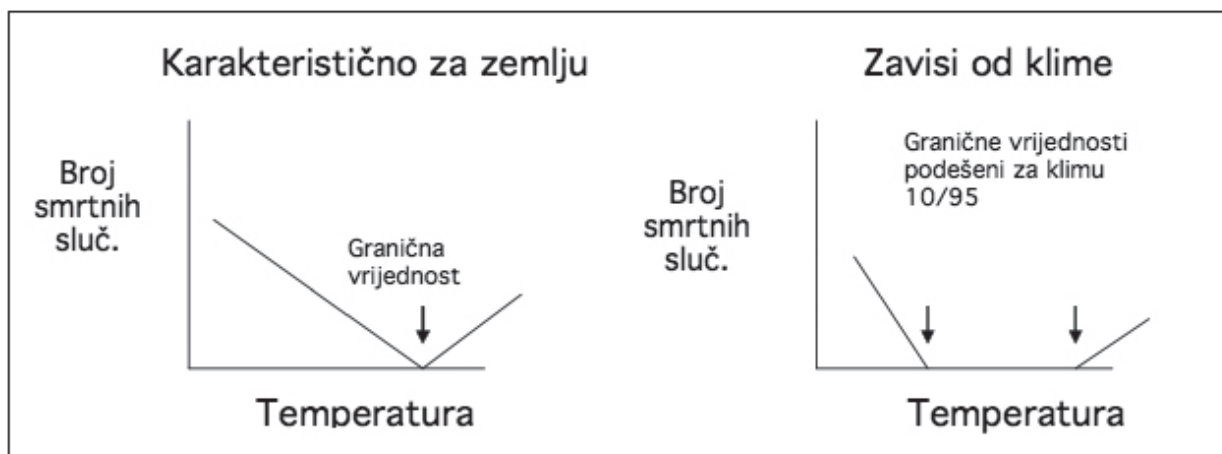 Karakteristično za zemlju
Broj
smrtnih
sluč.
Granična
vrijednost
Temperatura
Zavisi od klime
Granične vrijednosti
podešeni za klimu
10/95
Broj
smrtnih
sluč.
Temperatura